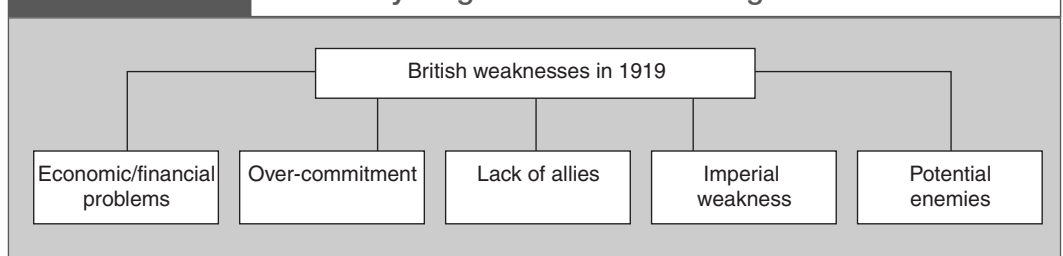 British weaknesses in 1919
Economic/financial
problems
Over-commitment
Lack of allies
Imperial
weakness
Potential
enemies